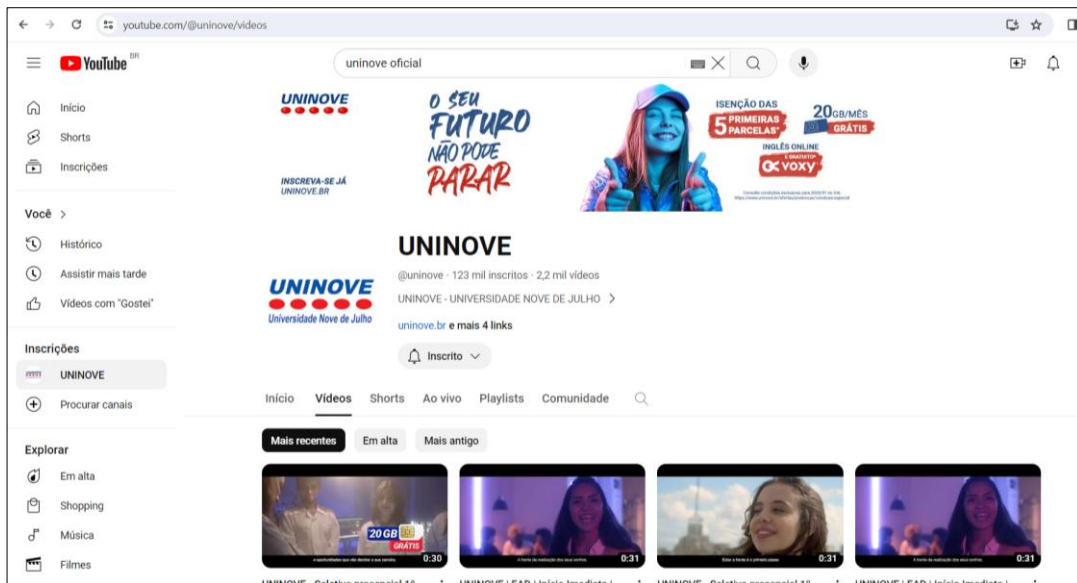 youtube.com/@uninove/videos
YouTube BR
uninove oficial
Início
Shorts
Inscrições
Você >
Histórico
Assistir mais tarde
Vídeos com "Gostei"
Inscrições
UNINOVE
Procurar canais
Explorar
Em alta
Shopping
Música
Filmes
UNINOVE
INSCREVA-SE JÁ
UNINOVE.BR
O SEU
FUTURO
NÃO PODE
PARAR
ISENÇÃO DAS
5 PRIMEIRAS
PARCELAS*
20GB/MÊS
GRÁTIS
INGLÊS ONLINE
E GRATUITO*
VOXY
UNINOVE
Universidade Nove de Julho
UNINOVE
@uninove · 123 mil inscritos · 2,2 mil vídeos
UNINOVE - UNIVERSIDADE NOVE DE JULHO >
uninove.br e mais 4 links
Inscrito
Início Vídeos Shorts Ao vivo Playlists Comunidade
Mais recentes Em alta Mais antigo
20 GB
GRÁTIS
0:30
0:31
0:31
0:31